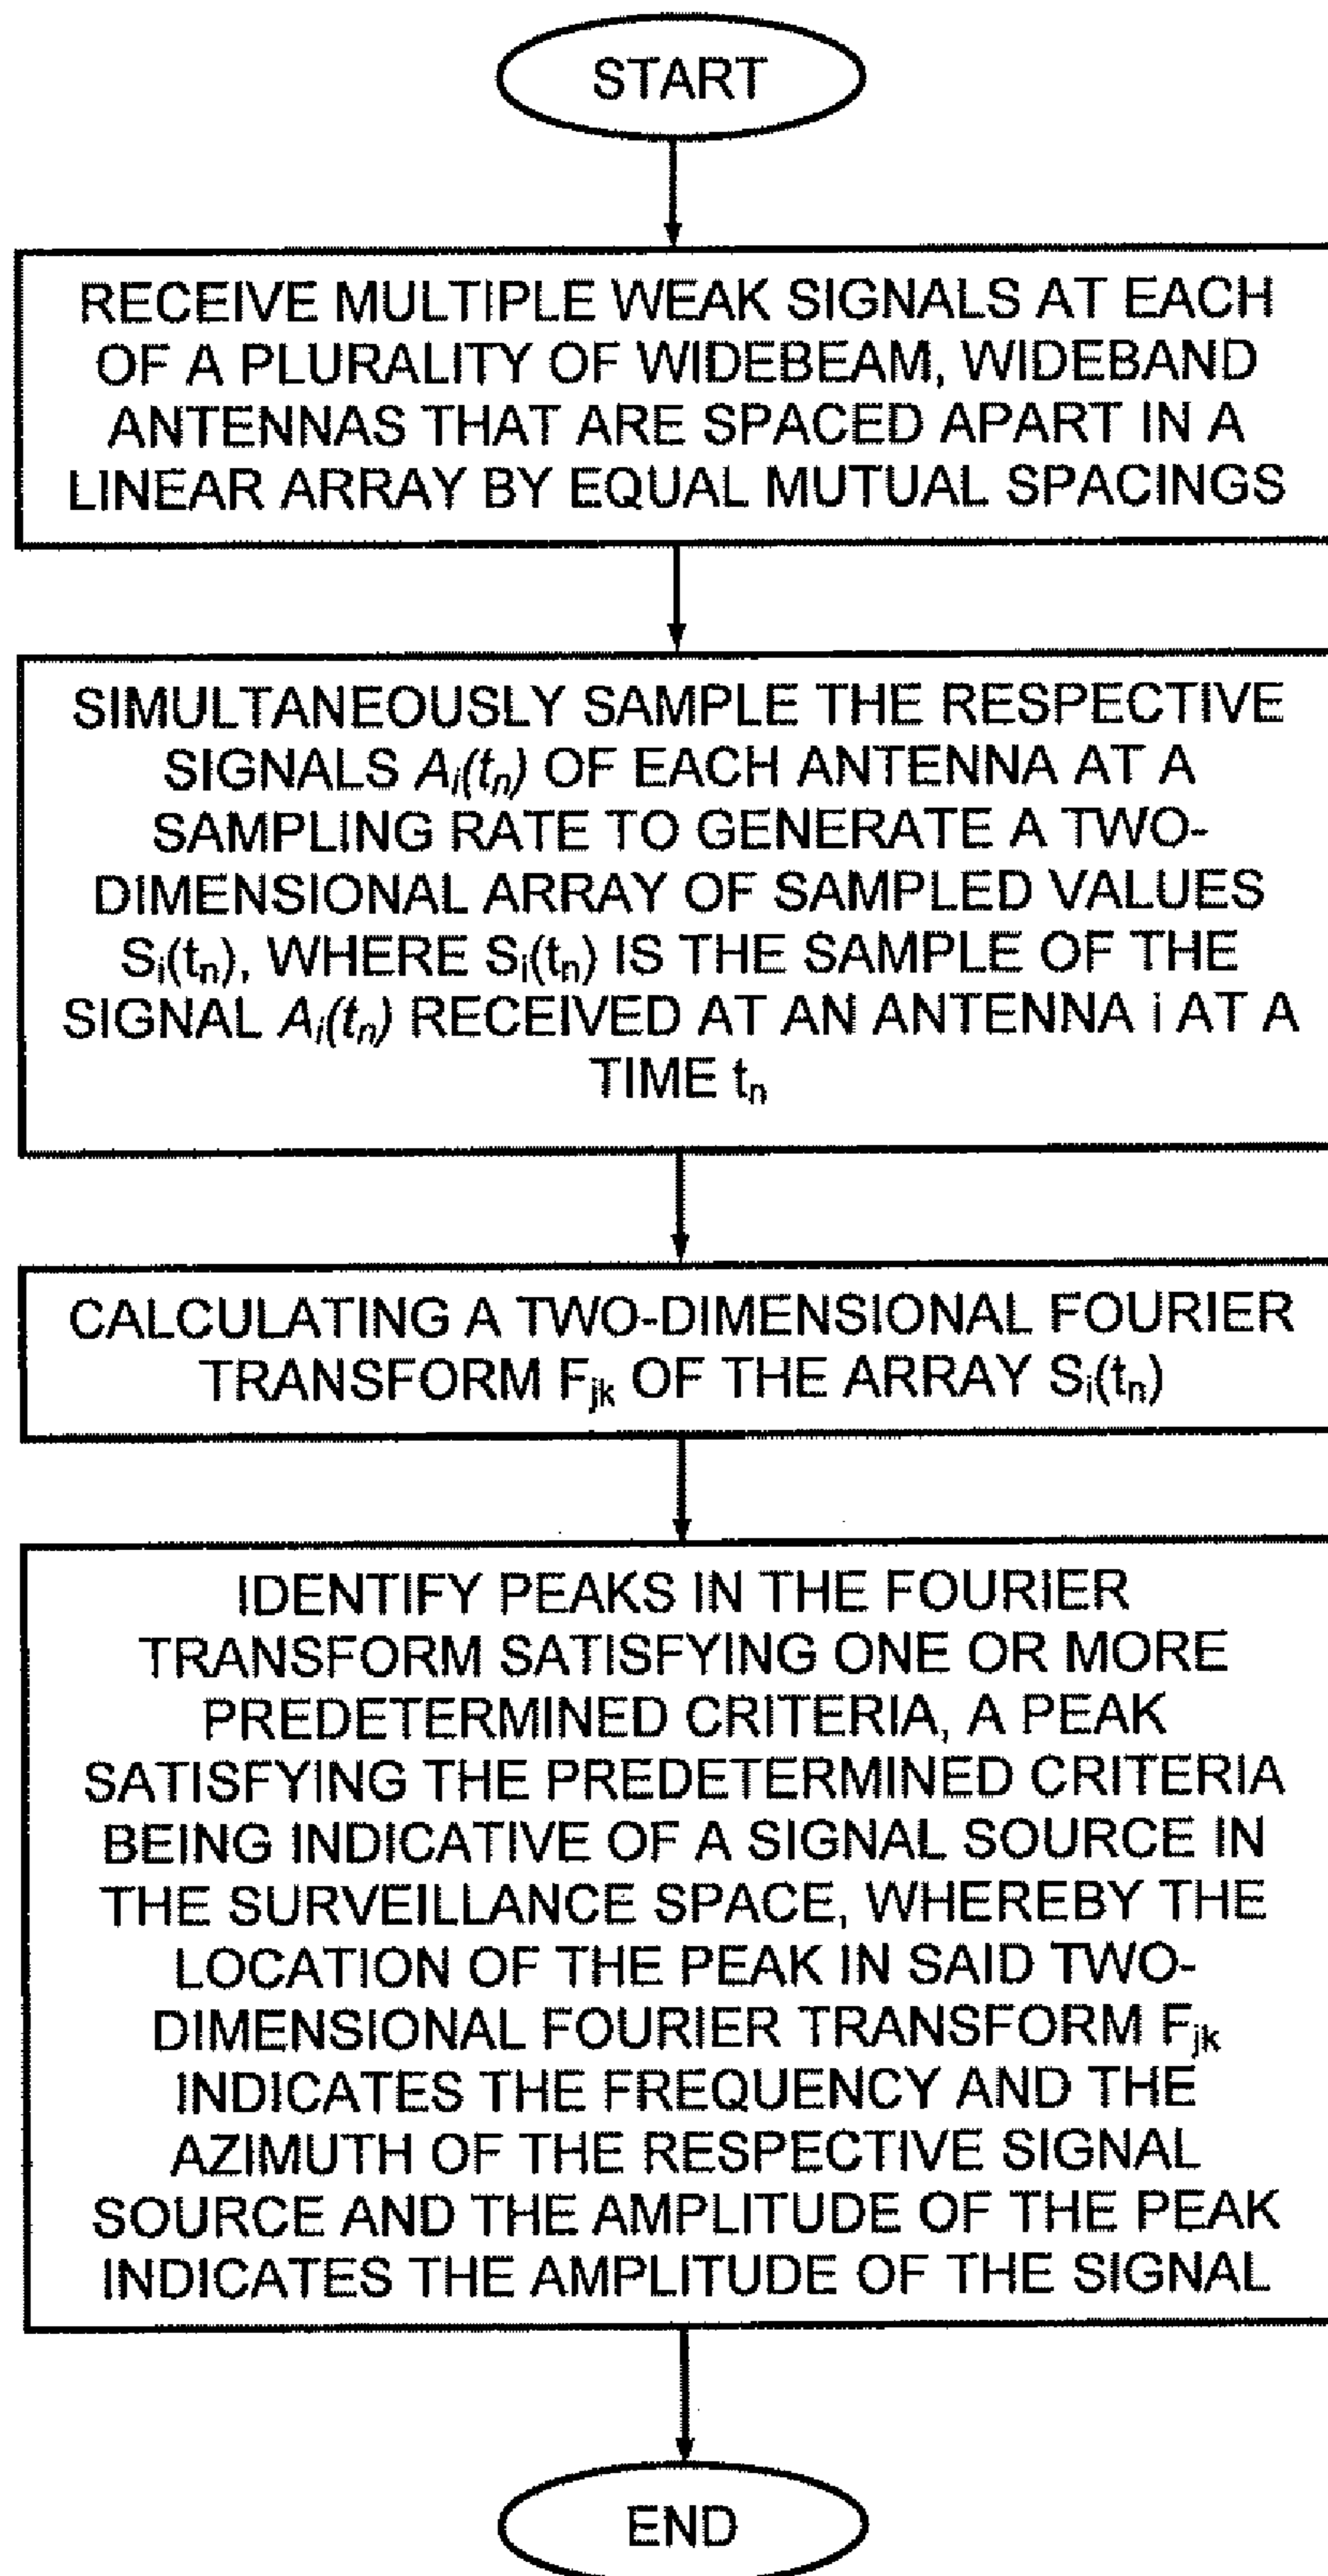 START
RECEIVE MULTIPLE WEAK SIGNALS AT EACH
OF A PLURALITY OF WIDEBEAM, WIDEBAND
ANTENNAS THAT ARE SPACED APART IN A
LINEAR ARRAY BY EQUAL MUTUAL SPACINGS
SIMULTANEOUSLY SAMPLE THE RESPECTIVE
SIGNALS Ai(tn) OF EACH ANTENNA AT A
SAMPLING RATE TO GENERATE A TWO-
DIMENSIONAL ARRAY OF SAMPLED VALUES
Si(tn), WHERE Si(tn) IS THE SAMPLE OF THE
SIGNAL Ai(tn) RECEIVED AT AN ANTENNA i AT A
TIME tn
CALCULATING A TWO-DIMENSIONAL FOURIER
TRANSFORM Fjk OF THE ARRAY Si(tn)
IDENTIFY PEAKS IN THE FOURIER
TRANSFORM SATISFYING ONE OR MORE
PREDETERMINED CRITERIA, A PEAK
SATISFYING THE PREDETERMINED CRITERIA
BEING INDICATIVE OF A SIGNAL SOURCE IN
THE SURVEILLANCE SPACE, WHEREBY THE
LOCATION OF THE PEAK IN SAID TWO-
DIMENSIONAL FOURIER TRANSFORM Fjk
INDICATES THE FREQUENCY AND THE
AZIMUTH OF THE RESPECTIVE SIGNAL
SOURCE AND THE AMPLITUDE OF THE PEAK
INDICATES THE AMPLITUDE OF THE SIGNAL
END